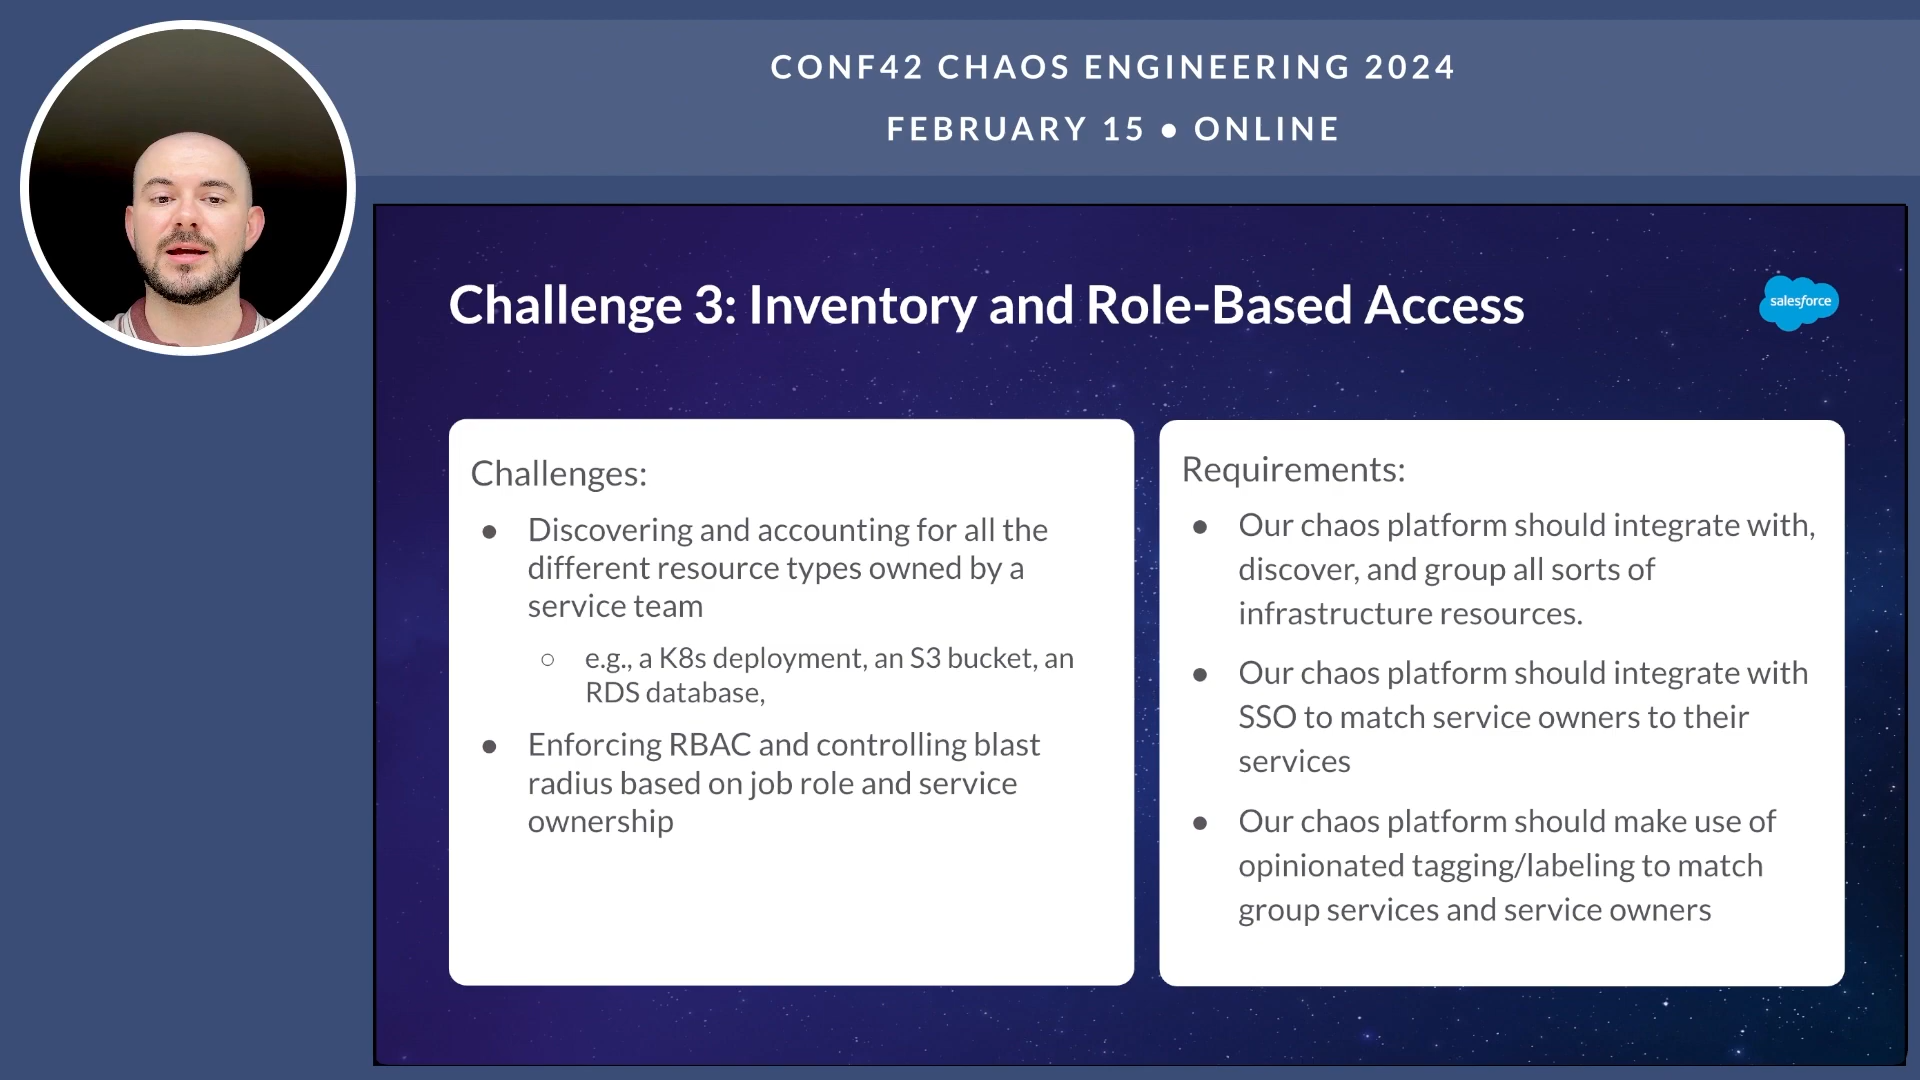 CONF42 CHAOS ENGINEERING 2024
FEBRUARY 15 ● ONLINE
Challenge 3: Inventory and Role-Based Access
salesforce
Challenges:
● Discovering and accounting for all the
different resource types owned by a
service team
○ e.g., a K8s deployment, an S3 bucket, an
RDS database,
● Enforcing RBAC and controlling blast
radius based on job role and service
ownership
Requirements:
● Our chaos platform should integrate with,
discover, and group all sorts of
infrastructure resources.
● Our chaos platform should integrate with
SSO to match service owners to their
services
● Our chaos platform should make use of
opinionated tagging/labeling to match
group services and service owners